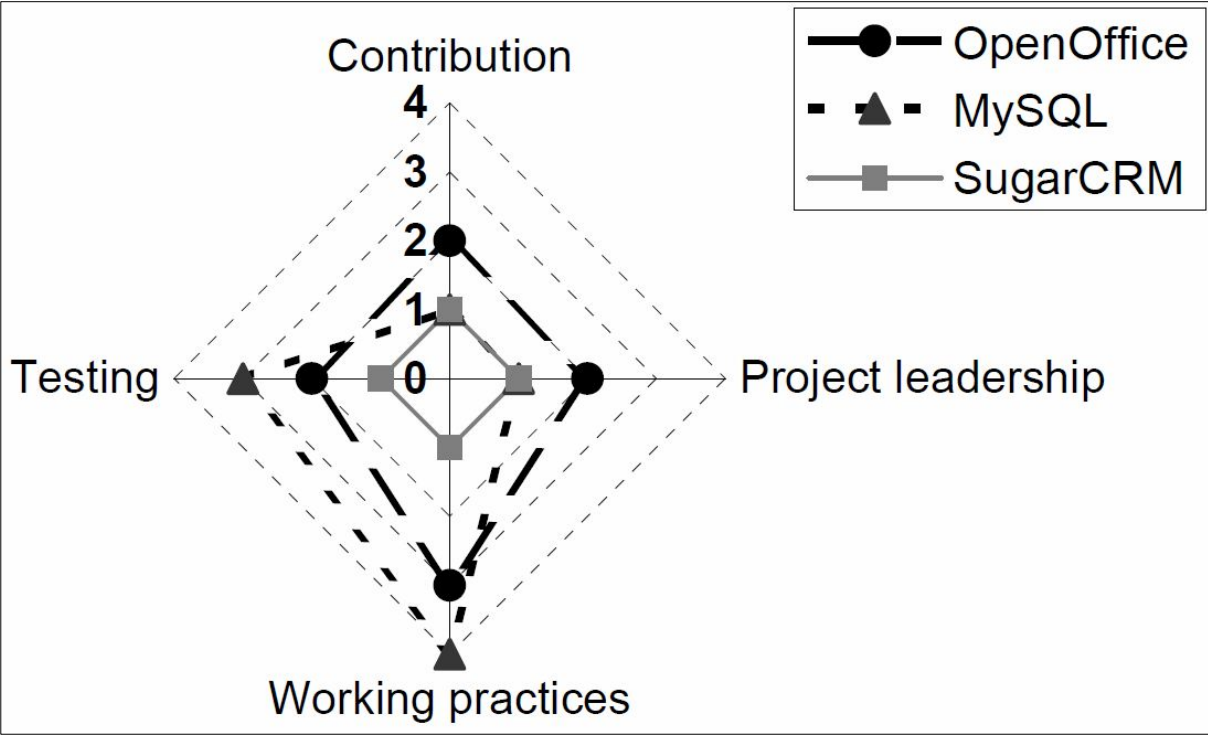 OpenOffice
MySQL
SugarCRM
Contribution
4
3
2
1
0
Testing
Project leadership
Working practices